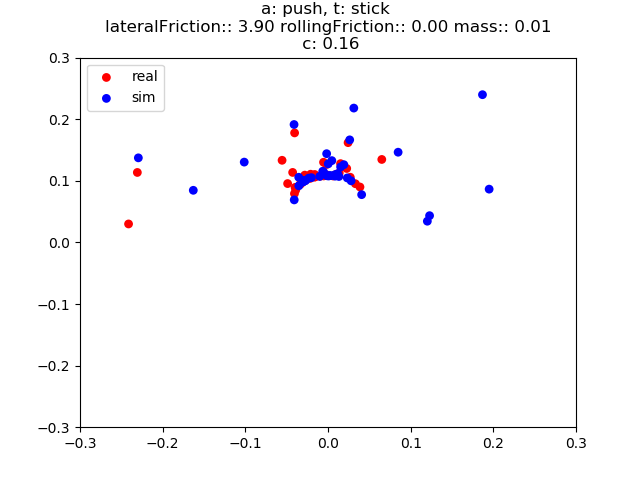 a: push, t: stick
lateralFriction:: 3.90 rollingFriction:: 0.00 mass:: 0.01
c: 0.16
real
sim
0.3
0.2
0.1
0.0
−0.1
−0.2
−0.3
−0.3
−0.2
−0.1
0.0
0.1
0.2
0.3